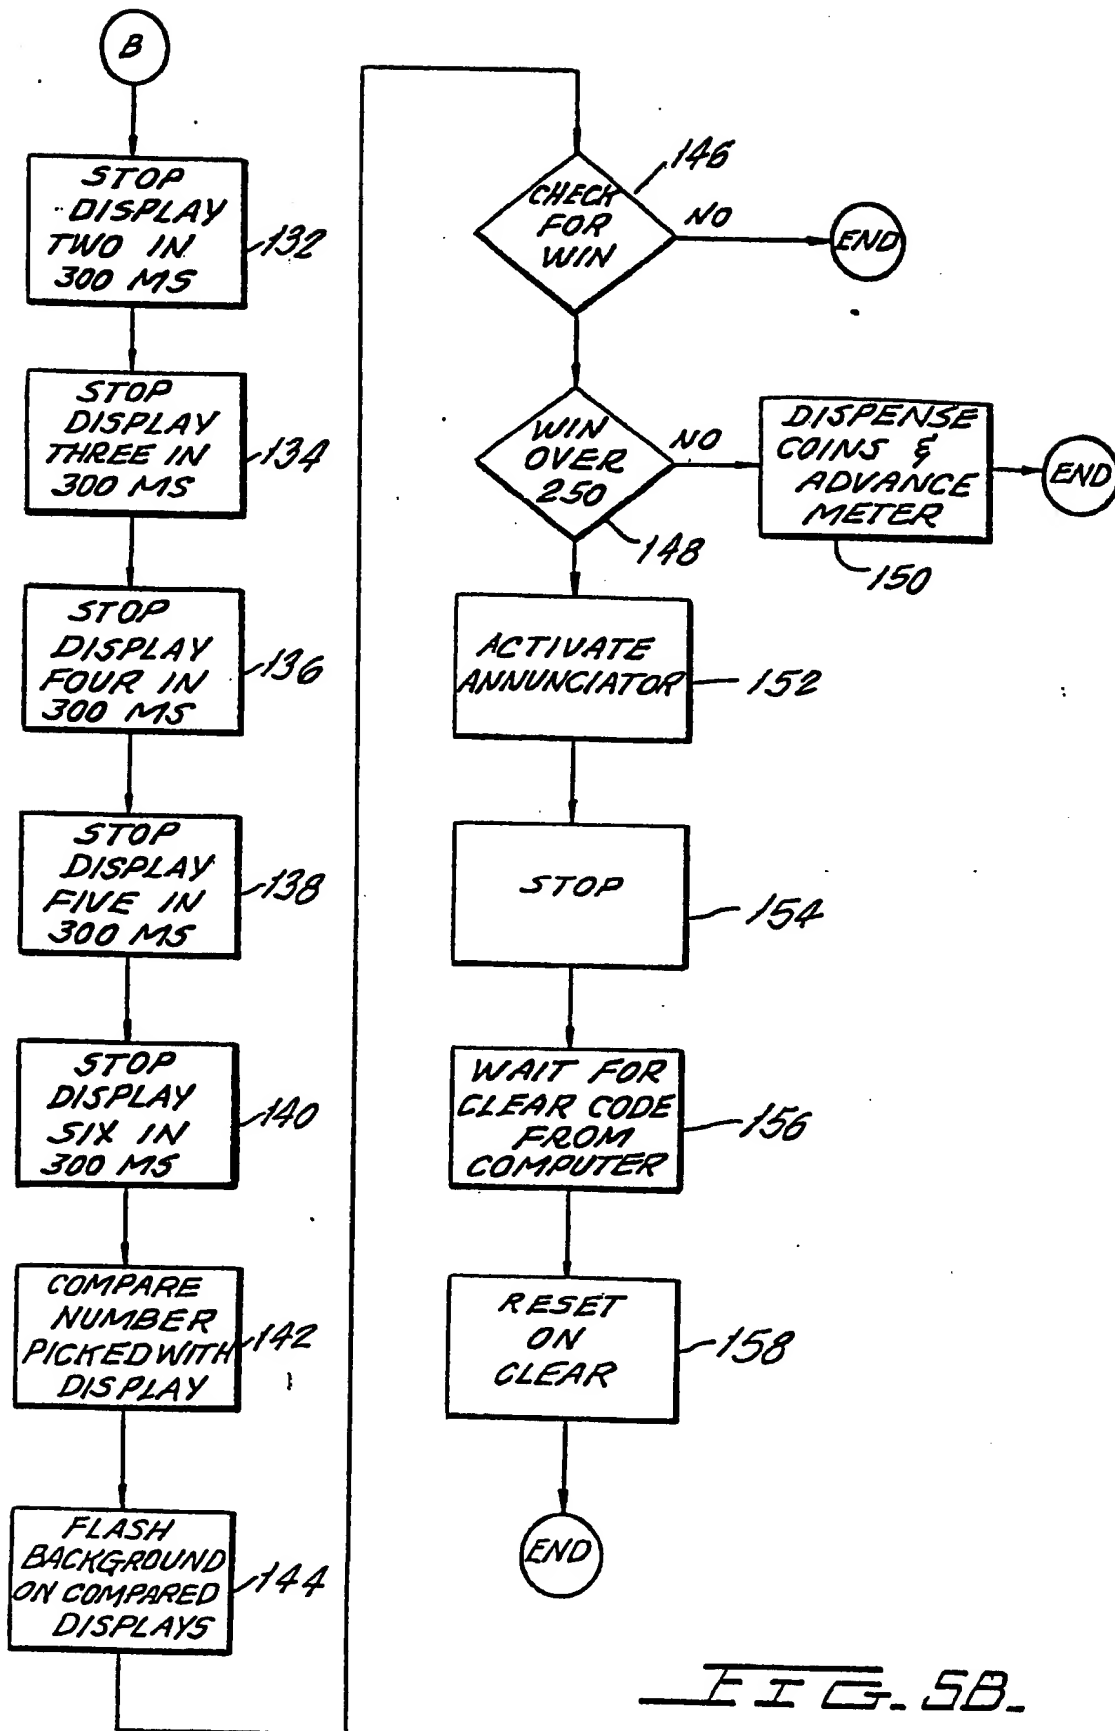 B
STOP
DISPLAY
TWO IN
300 MS
132
STOP
DISPLAY
THREE IN
300 MS
134
STOP
DISPLAY
FOUR IN
300 MS
136
STOP
DISPLAY
FIVE IN
300 MS
138
STOP
DISPLAY
SIX IN
300 MS
140
COMPARE
NUMBER
PICKED WITH
DISPLAY
142
FLASH
BACKGROUND
ON COMPARED
DISPLAYS
144
CHECK
FOR
WIN
146
NO
END
WIN
OVER
250
148
NO
DISPENSE
COINS &
ADVANCE
METER
150
END
ACTIVATE
ANNUNCIATOR
152
STOP
154
WAIT FOR
CLEAR CODE
FROM
COMPUTER
156
RESET
ON
CLEAR
158
END
FIG. 5B.